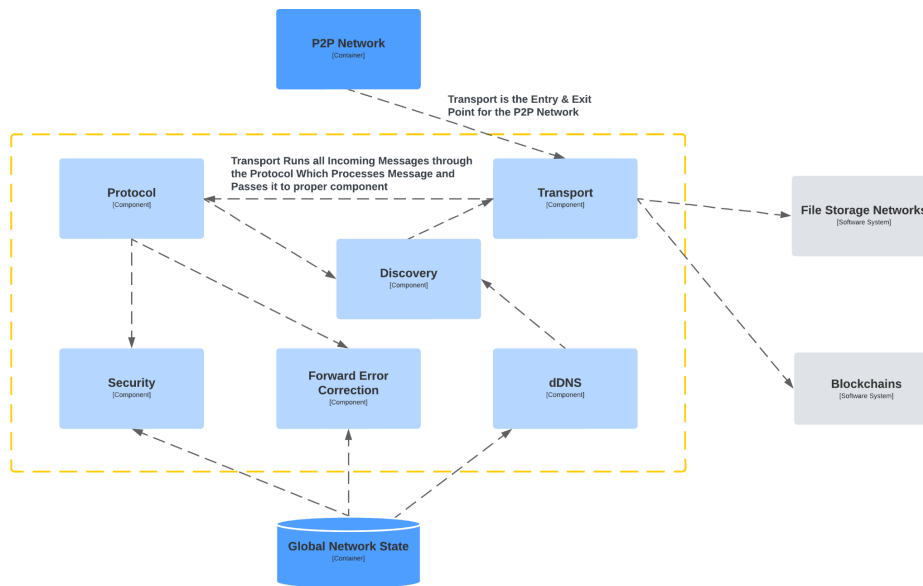 P2P Network
[Container]
Transport is the Entry & Exit
Point for the P2P Network
Transport Runs all Incoming Messages through
the Protocol Which Processes Message and
Passes it to proper component
Protocol
[Component]
Transport
[Component]
File Storage Networks
[Software System]
Discovery
[Component]
Security
[Component]
Forward Error
Correction
[Component]
dDNS
[Component]
Blockchains
[Software System]
Global Network State
[Container]